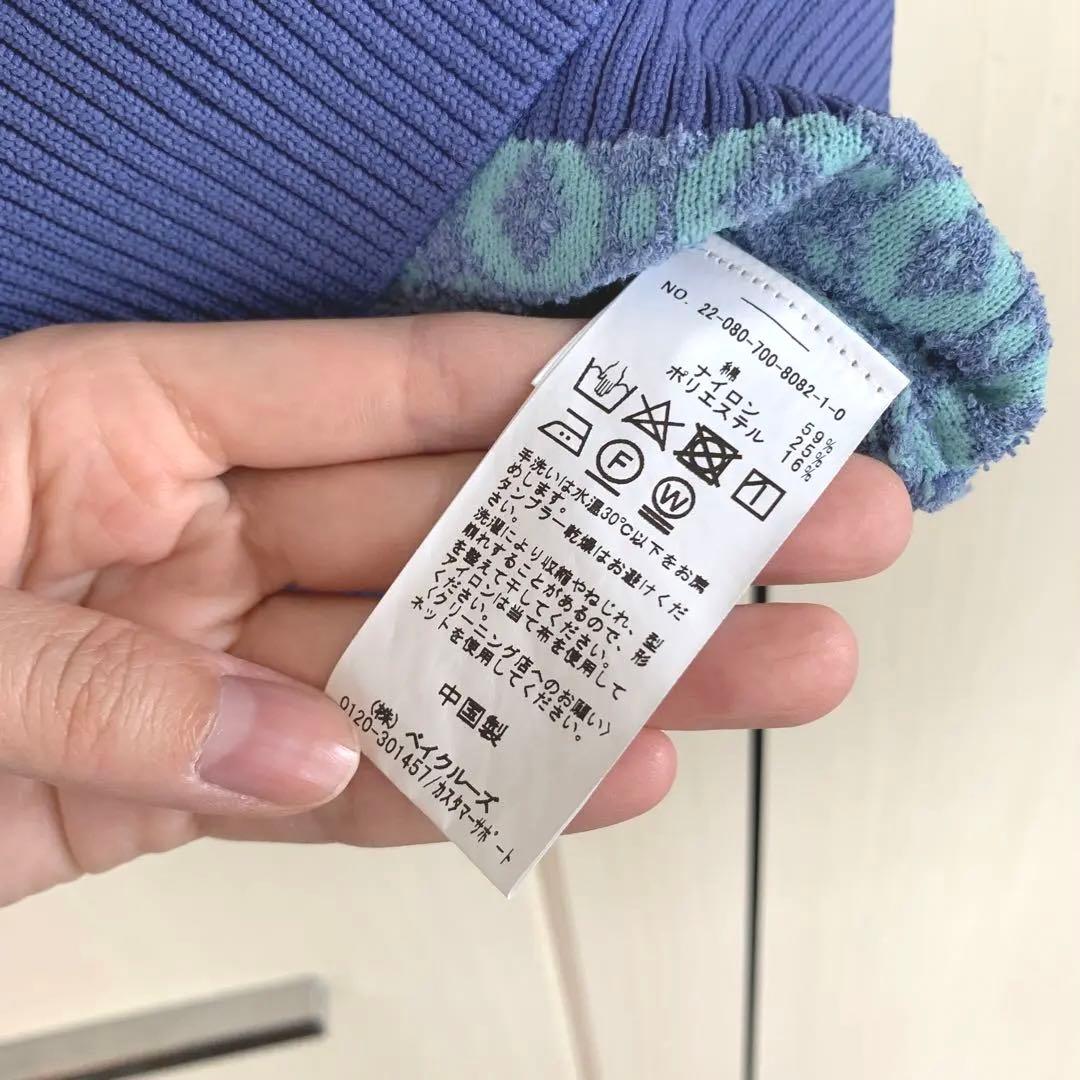 NO. 22-080-700-8082-1-0
綿 59%
ナイロン 25%
ポリエステル 16%
F
W
手洗いは水温30℃以下をお薦
めします。
タンブラー乾燥はお避けくだ
さい。
洗濯により収縮やねじれ、型
崩れすることがあるので、形
を整えて干してください。
アイロンは当て布を使用して
ください。
〈クリーニング店へのお願い〉
ネットを使用してください。
中国製
(株) ベイクルーズ
0120-301457/カスタマーサポート